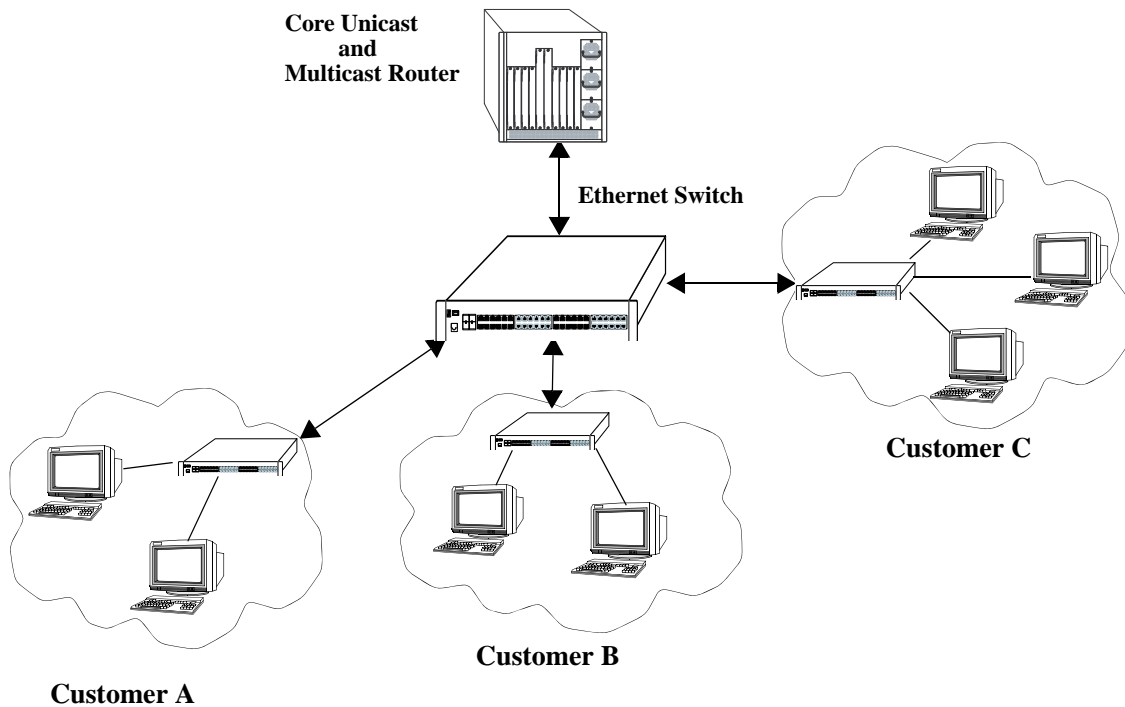 Core Unicast
and
Multicast Router
Ethernet Switch
Customer C
Customer B
Customer A